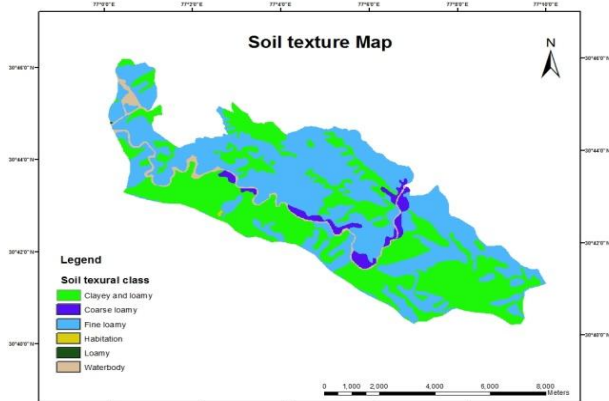 77°0'0"E 77°2'0"E 77°4'0"E 77°6'0"E 77°8'0"E 77°10'0"E
Soil texture Map
N
30°46'0"N 30°46'0"N
30°44'0"N 30°44'0"N
30°42'0"N 30°42'0"N
30°40'0"N 30°40'0"N
Legend
Soil texural class
Clayey and loamy
Coarse loamy
Fine loamy
Habitation
Loamy
Waterbody
0 1,000 2,000 4,000 6,000 8,000
Meters